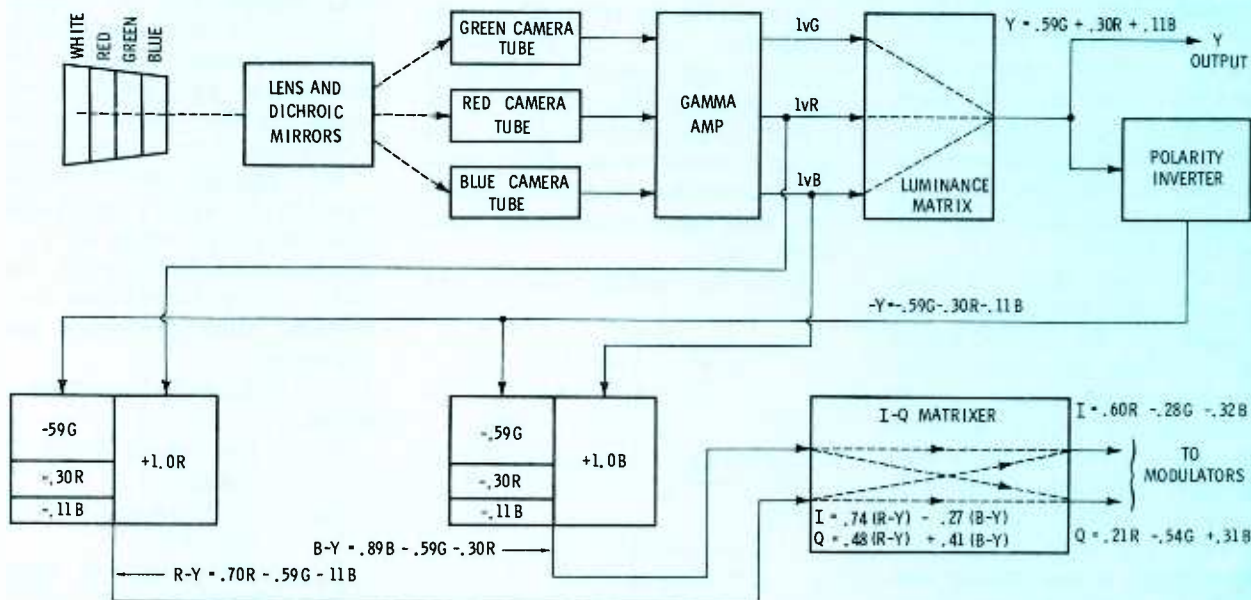 WHITE
RED
GREEN
BLUE
LENS AND
DICHROIC
MIRRORS
GREEN CAMERA
TUBE
RED CAMERA
TUBE
BLUE CAMERA
TUBE
GAMMA
AMP
1vG
1vR
1vB
LUMINANCE
MATRIX
Y = .59G + .30R + .11B
Y
OUTPUT
POLARITY
INVERTER
-Y=-.59G-.30R-.11B
-59G
-.30R
-.11B
+1.0R
-.59G
-.30R
-.11B
+1.0B
I-Q MATRIXER
I = .74 (R-Y) - .27 (B-Y)
Q = .48 (R-Y) + .41 (B-Y)
I = .60R -.28G -.32B
TO
MODULATORS
Q = .21R -.54G +.31B
B-Y = .89B -.59G -.30R
R-Y = .70R -.59G -11B